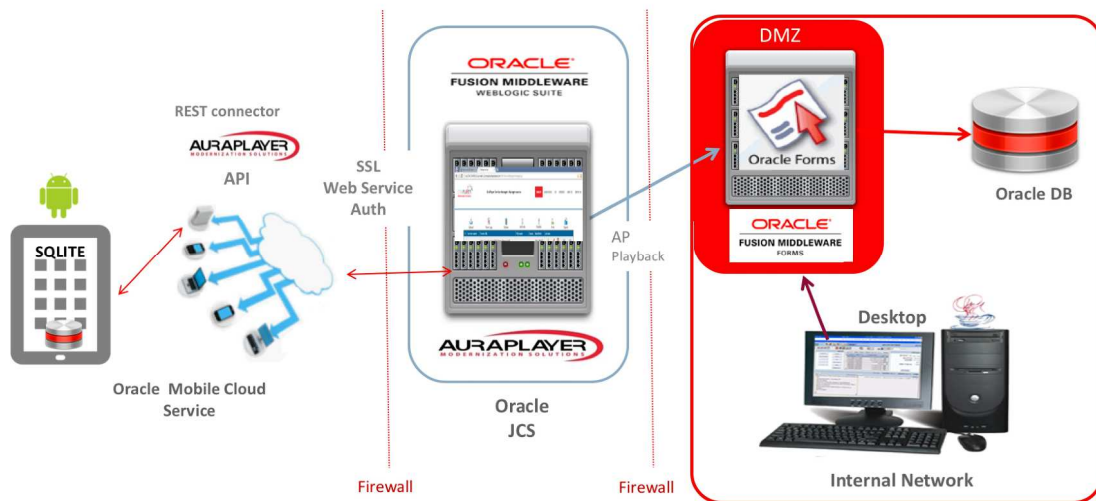 REST connector
AURAPLAYER
MODERNIZATION SOLUTIONS
API
SQLITE
Oracle Mobile Cloud
Service
SSL
Web Service
Auth
Firewall
ORACLE
FUSION MIDDLEWARE
WEBLOGIC SUITE
AURAPLAYER
MODERNIZATION SOLUTIONS
Oracle
JCS
AP
Playback
Firewall
DMZ
Oracle Forms
ORACLE
FUSION MIDDLEWARE
FORMS
Oracle DB
Desktop
Internal Network